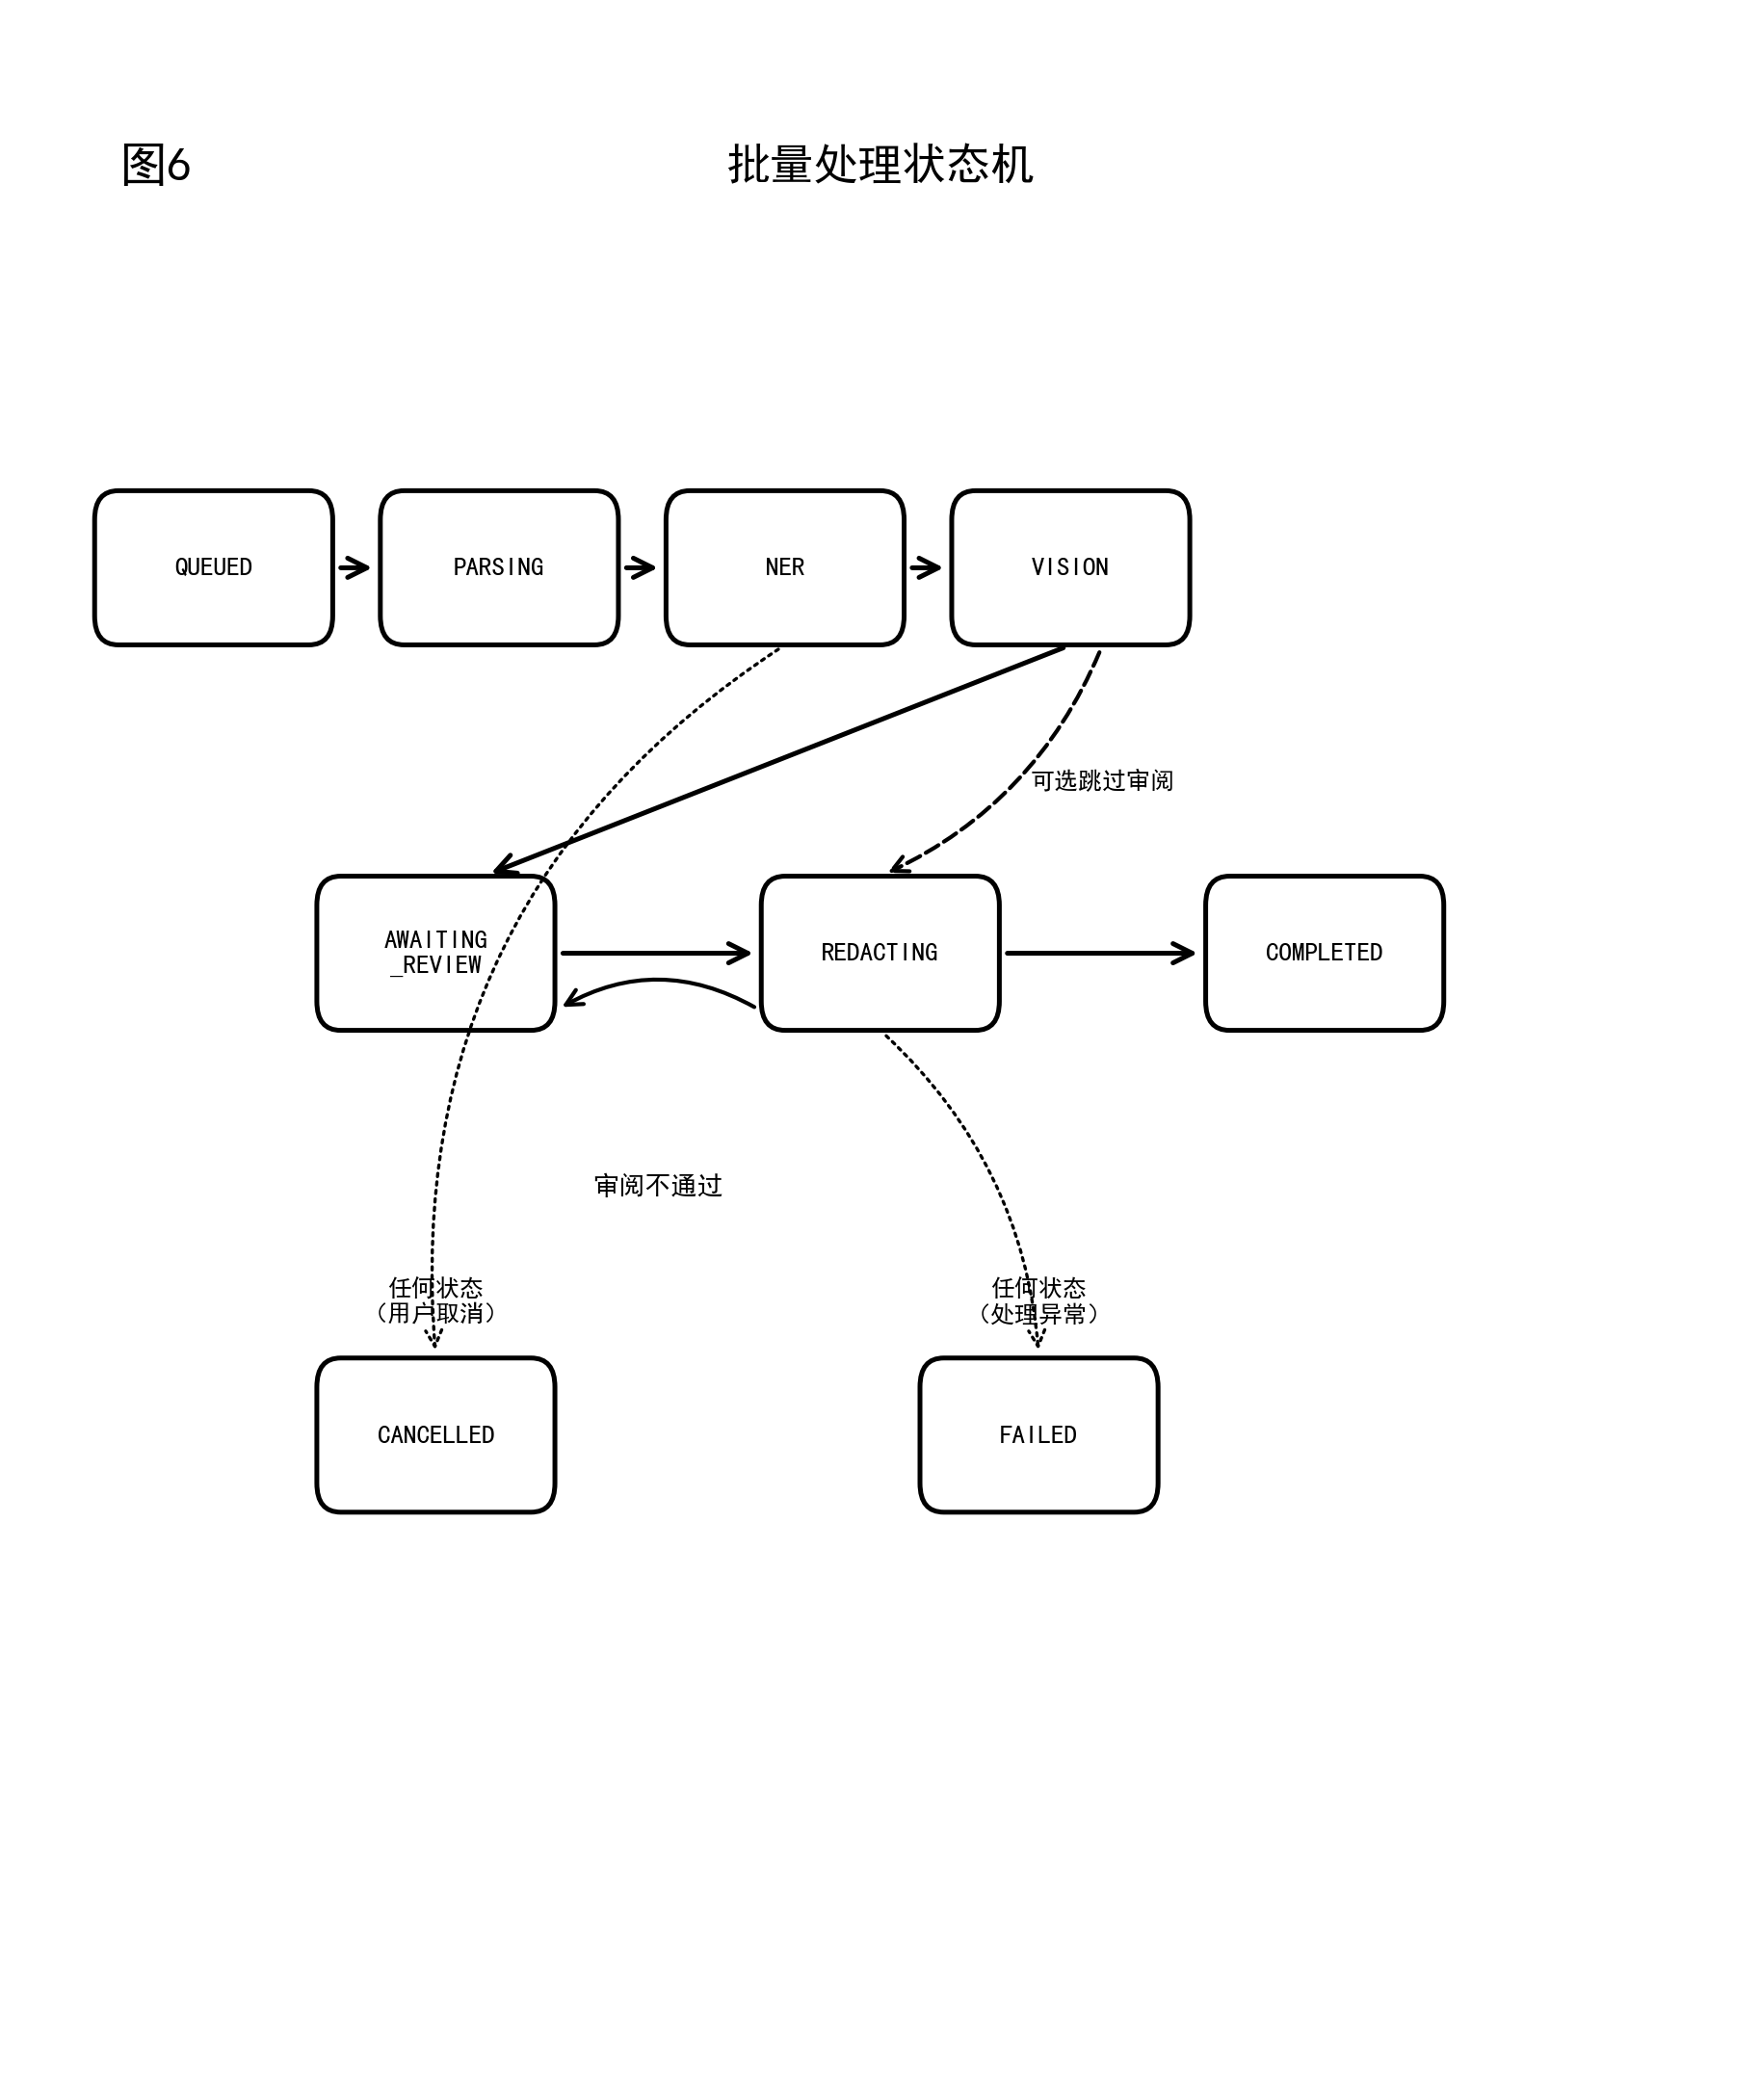 图6
批量处理状态机
QUEUED
PARSING
NER
VISION
可选跳过审阅
AWAITING
_REVIEW
REDACTING
COMPLETED
审阅不通过
任何状态
（用户取消）
任何状态
（处理异常）
CANCELLED
FAILED